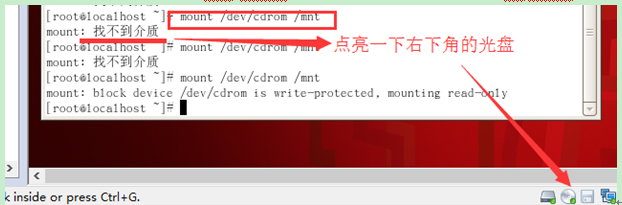 [root@localhost ~]# mount /dev/cdrom /mnt
mount: 找不到介质
[root@localhost ~]# mount /dev/cdrom /mnt
点亮一下右下角的光盘
mount: 找不到介质
[root@localhost ~]# mount /dev/cdrom /mnt
mount: block device /dev/cdrom is write-protected, mounting read-only
[root@localhost ~]#
k inside or press Ctrl+G.